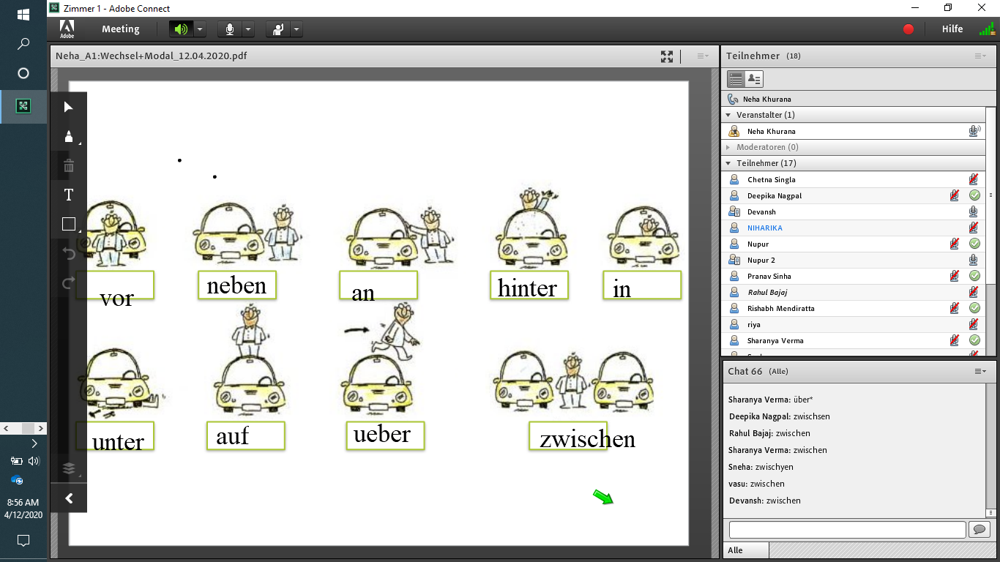 Zimmer 1 - Adobe Connect
Adobe
Meeting
Hilfe
Neha_A1:Wechsel+Modal_12.04.2020.pdf
T
vor
neben
an
hinter
in
unter
auf
ueber
zwischen
Teilnehmer (18)
Neha Khurana
Veranstalter (1)
Neha Khurana
Moderatoren (0)
Teilnehmer (17)
Chetna Singla
Deepika Nagpal
Devansh
NIHARIKA
Nupur
Nupur 2
Pranav Sinha
Rahul Bajaj
Rishabh Mendiratta
riya
Sharanya Verma
Chat 66 (Alle)
Sharanya Verma: über*
Deepika Nagpal: zwischsen
Rahul Bajaj: zwischen
Sharanya Verma: zwischen
Sneha: zwischyen
vasu: zwischen
Devansh: zwischen
Alle
8:56 AM
4/12/2020